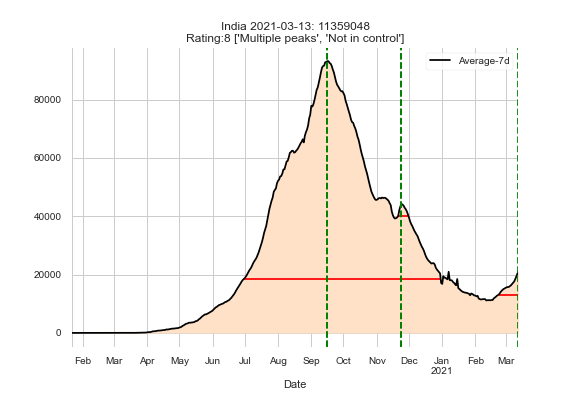 India 2021-03-13: 11359048
Rating:8 ['Multiple peaks', 'Not in control']
Average-7d
80000
60000
40000
20000
0
Feb Mar Apr May Jun Jul Aug Sep Oct Nov Dec Jan Feb Mar
2021
Date